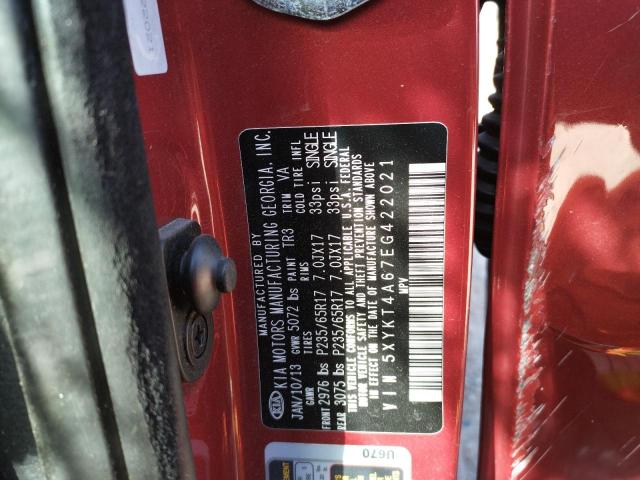 MANUFACTURED BY
KIA KIA MOTORS MANUFACTURING GEORGIA, INC.
JAN/10/13 GVWR 5072 lbs PAINT TR3 TRIM VA
GAWR TIRES RIMS COLD TIRE INFL
FRONT 2976 lbs P235/65R17 7.0JX17 33psi SINGLE
REAR 3075 lbs P235/65R17 7.0JX17 33psi SINGLE
THIS VEHICLE CONFORMS TO ALL APPLICABLE U.S.A. FEDERAL
MOTOR VEHICLE SAFETY AND THEFT PREVENTION STANDARDS
IN EFFECT ON THE DATE OF MANUFACTURE SHOWN ABOVE
VIN 5XYKT4A67EG422021
MPV
U670